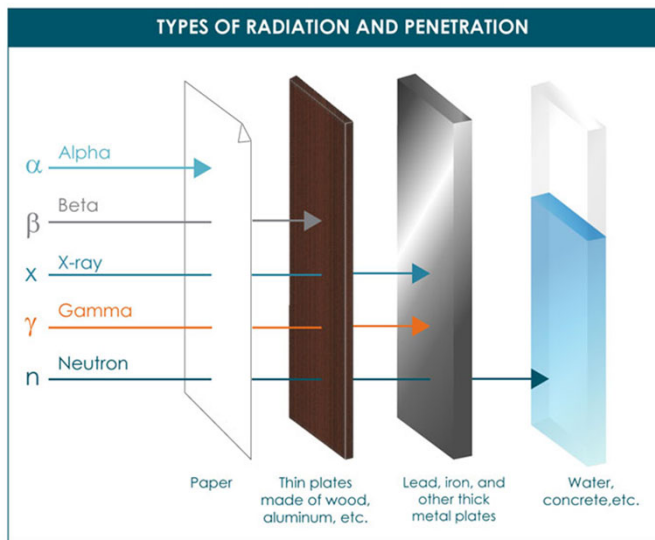 TYPES OF RADIATION AND PENETRATION
α Alpha
β Beta
x X-ray
γ Gamma
n Neutron
Paper
Thin plates
made of wood,
aluminum, etc.
Lead, iron, and
other thick
metal plates
Water,
concrete,etc.